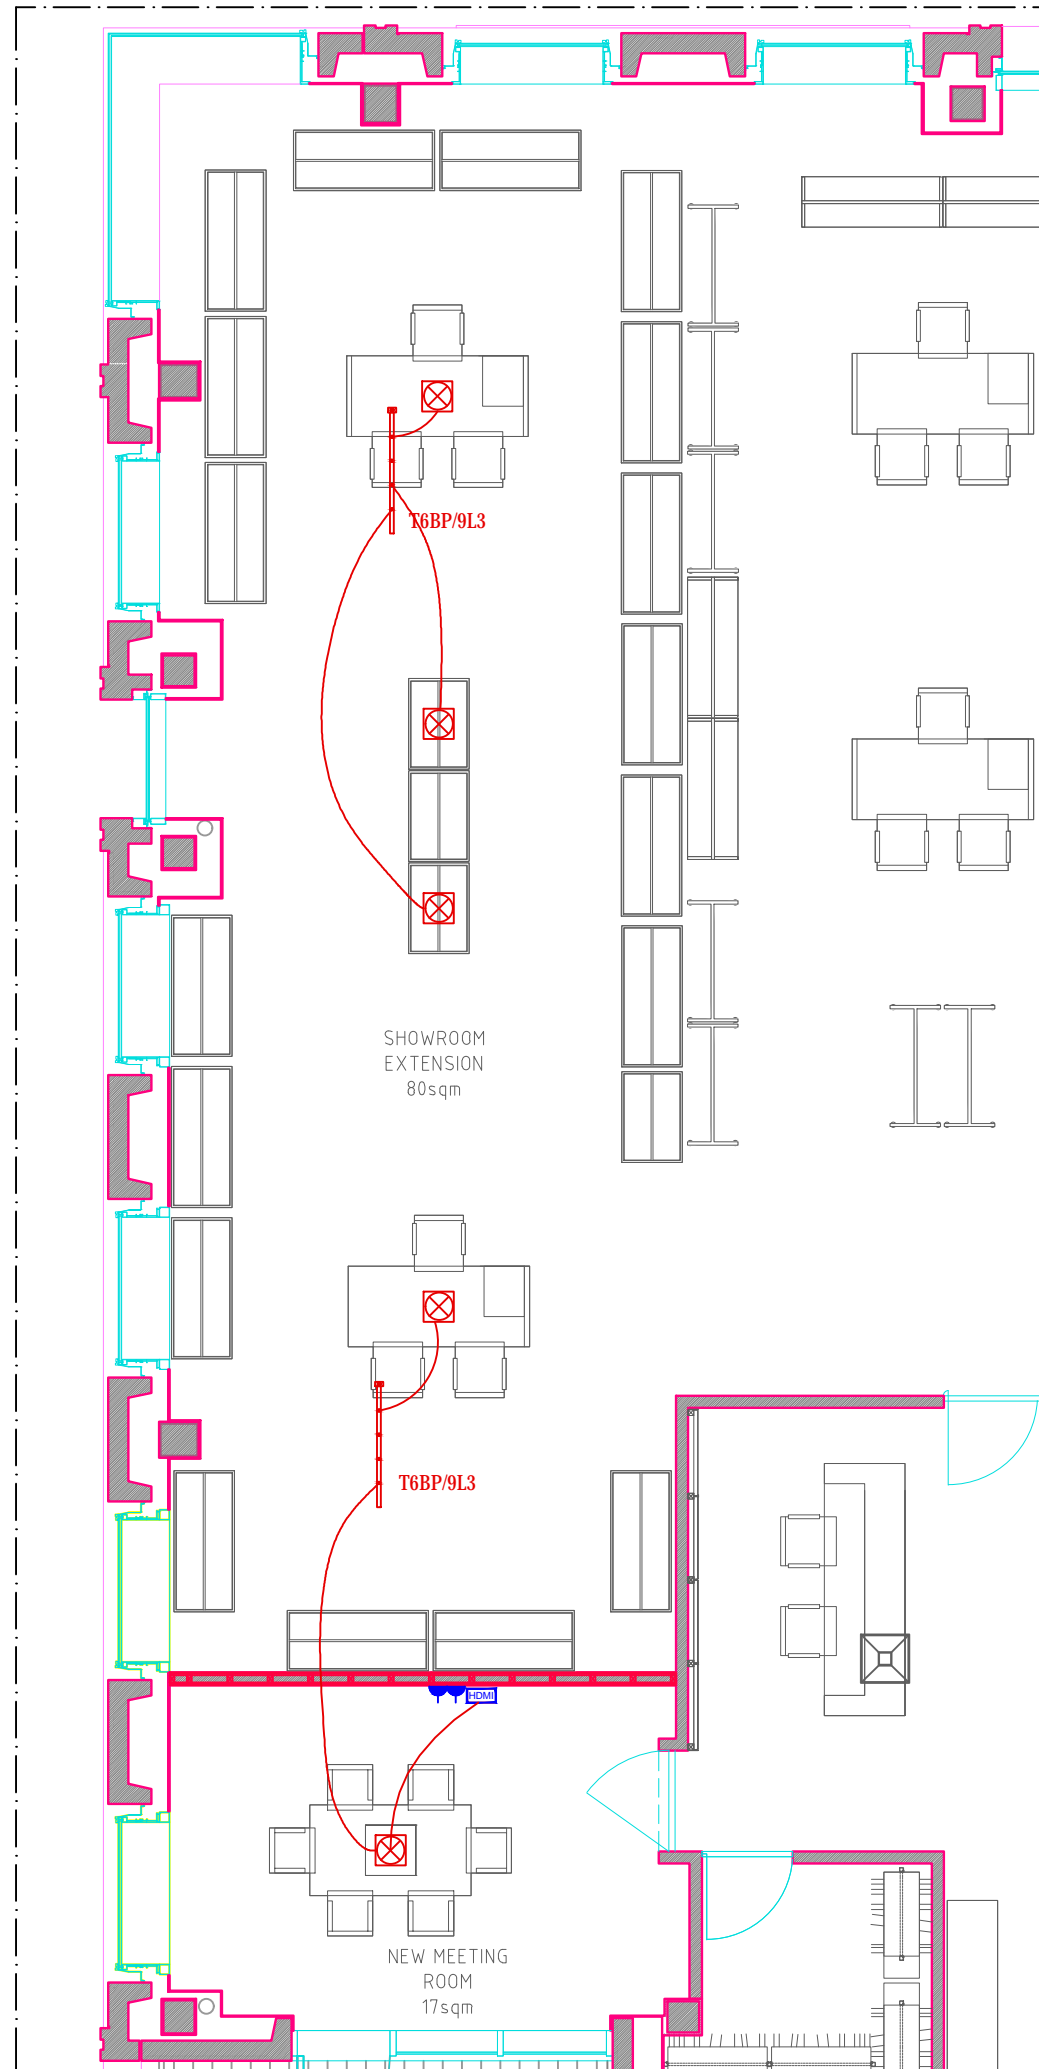 T6BP/9L3
SHOWROOM
EXTENSION
80sqm
T6BP/9L3
HDMI
NEW MEETING
ROOM
17sqm